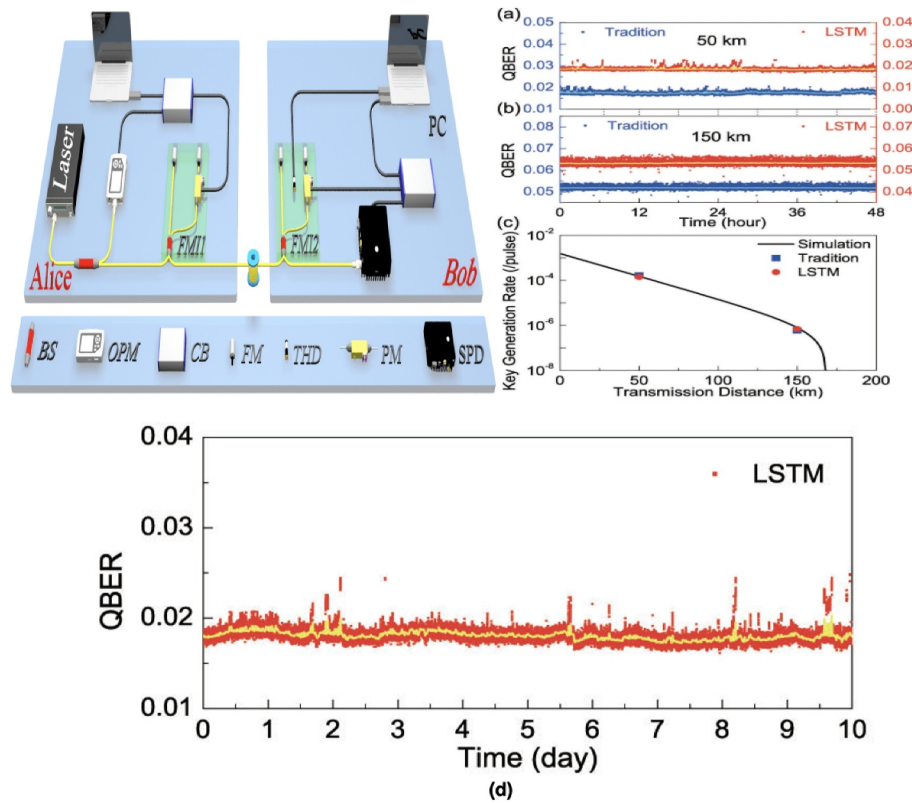 PC
Laser
FMI1
FMI2
Alice
Bob
BS
OPM
CB
FM
THD
PM
SPD
(a)
0.05
0.04
0.03
0.02
0.01
QBER
Tradition
50 km
LSTM
0.04
0.03
0.02
0.01
0.00
(b)
0.08
0.07
0.06
0.05
QBER
Tradition
150 km
LSTM
0.07
0.06
0.05
0.04
0 12 24 36 48
Time (hour)
(c)
Key Generation Rate (/pulse)
10-2
10-4
10-6
10-8
Simulation
Tradition
LSTM
0 50 100 150 200
Transmission Distance (km)
0.04
0.03
0.02
0.01
QBER
LSTM
0 1 2 3 4 5 6 7 8 9 10
Time (day)
(d)